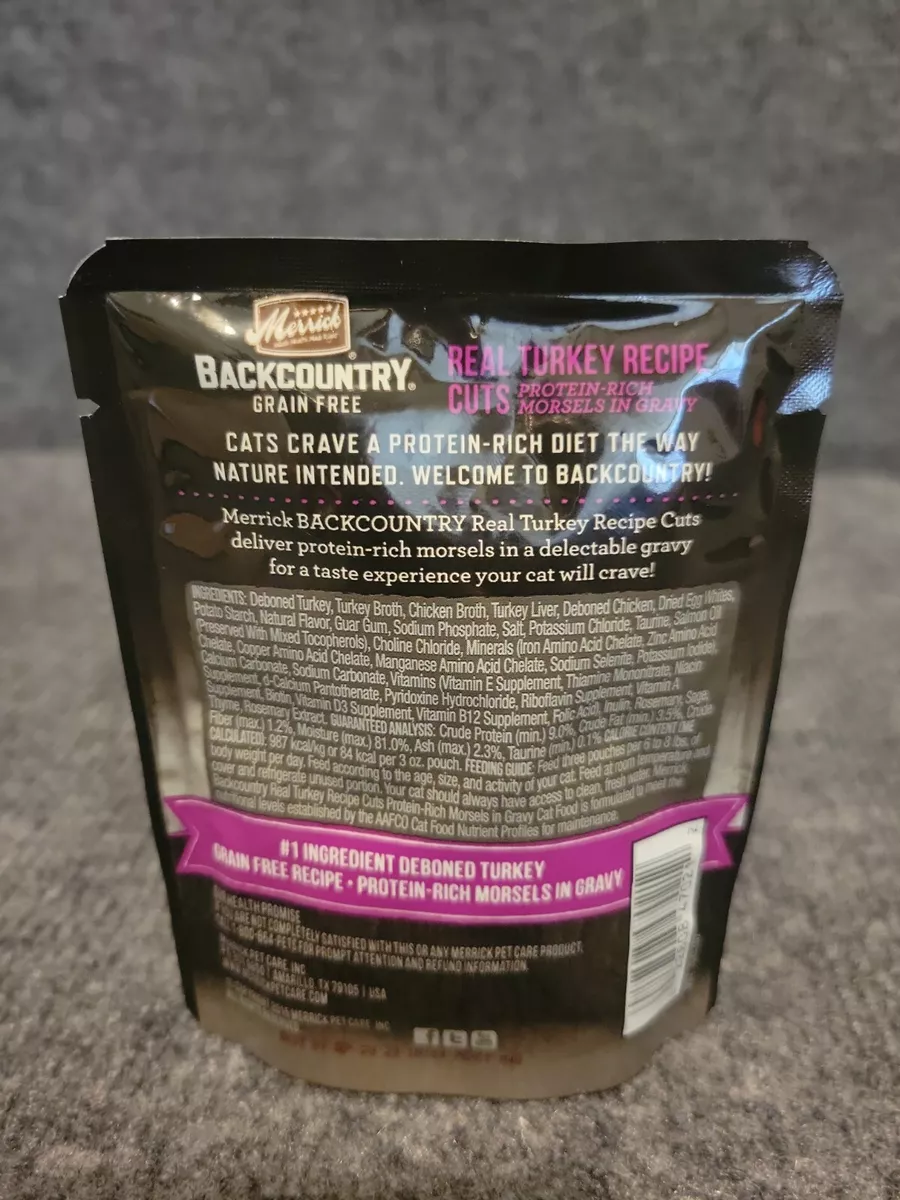 Merrick
BACKCOUNTRY®
GRAIN FREE
REAL TURKEY RECIPE
CUTS PROTEIN-RICH
MORSELS IN GRAVY
CATS CRAVE A PROTEIN-RICH DIET THE WAY
NATURE INTENDED. WELCOME TO BACKCOUNTRY!
Merrick BACKCOUNTRY Real Turkey Recipe Cuts
deliver protein-rich morsels in a delectable gravy
for a taste experience your cat will crave!
INGREDIENTS: Deboned Turkey, Turkey Broth, Chicken Broth, Turkey Liver, Deboned Chicken, Dried Egg Whites,
Potato Starch, Natural Flavor, Guar Gum, Sodium Phosphate, Salt, Potassium Chloride, Taurine, Salmon Oil
(Preserved With Mixed Tocopherols), Choline Chloride, Minerals (Iron Amino Acid Chelate, Zinc Amino Acid
Chelate, Copper Amino Acid Chelate, Manganese Amino Acid Chelate, Sodium Selenite, Potassium Iodide),
Calcium Carbonate, Sodium Carbonate, Vitamins (Vitamin E Supplement, Thiamine Mononitrate, Niacin
Supplement, d-Calcium Pantothenate, Pyridoxine Hydrochloride, Riboflavin Supplement, Vitamin A
Supplement, Biotin, Vitamin D3 Supplement, Vitamin B12 Supplement, Folic Acid), Inulin, Rosemary, Sage,
Thyme, Rosemary Extract. GUARANTEED ANALYSIS: Crude Protein (min.) 9.0%, Crude Fat (min.) 3.5%, Crude
Fiber (max.) 1.2%, Moisture (max.) 81.0%, Ash (max.) 2.3%, Taurine (min.) 0.1% CALORIE CONTENT (ME
CALCULATED): 987 kcal/kg or 84 kcal per 3 oz. pouch. FEEDING GUIDE: Feed three pouches per 6 to 8 lbs. of
body weight per day. Feed according to the age, size, and activity of your cat. Feed at room temperature and
cover and refrigerate unused portion. Your cat should always have access to clean, fresh water. Merrick
Backcountry Real Turkey Recipe Cuts Protein-Rich Morsels in Gravy Cat Food is formulated to meet the
nutritional levels established by the AAFCO Cat Food Nutrient Profiles for maintenance.
#1 INGREDIENT DEBONED TURKEY
GRAIN FREE RECIPE • PROTEIN-RICH MORSELS IN GRAVY
HEALTH PROMISE
YOU ARE NOT COMPLETELY SATISFIED WITH THIS OR ANY MERRICK PET CARE PRODUCT,
FOR PROMPT ATTENTION AND REFUND INFORMATION.
PET CARE, INC.
AMARILLO, TX 79105 | USA
MERRICK PET CARE, INC.